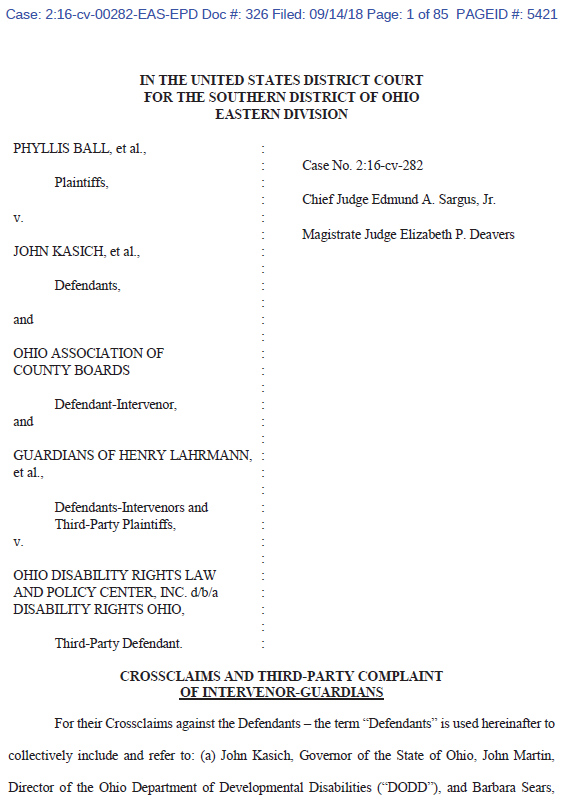 Case: 2:16-cv-00282-EAS-EPD Doc #: 326 Filed: 09/14/18 Page: 1 of 85 PAGEID #: 5421
IN THE UNITED STATES DISTRICT COURT
FOR THE SOUTHERN DISTRICT OF OHIO
EASTERN DIVISION
PHYLLIS BALL, et al., :
: Case No. 2:16-cv-282
Plaintiffs, :
: Chief Judge Edmund A. Sargus, Jr.
v. :
: Magistrate Judge Elizabeth P. Deavers
JOHN KASICH, et al., :
:
Defendants, :
:
and :
:
OHIO ASSOCIATION OF :
COUNTY BOARDS :
:
Defendant-Intervenor, :
and :
:
GUARDIANS OF HENRY LAHRMANN, :
et al., :
:
Defendants-Intervenors and :
Third-Party Plaintiffs, :
v. :
:
OHIO DISABILITY RIGHTS LAW :
AND POLICY CENTER, INC. d/b/a :
DISABILITY RIGHTS OHIO, :
:
Third-Party Defendant. :
CROSSCLAIMS AND THIRD-PARTY COMPLAINT
OF INTERVENOR-GUARDIANS
For their Crossclaims against the Defendants – the term “Defendants” is used hereinafter to
collectively include and refer to: (a) John Kasich, Governor of the State of Ohio, John Martin,
Director of the Ohio Department of Developmental Disabilities (“DODD”), and Barbara Sears,